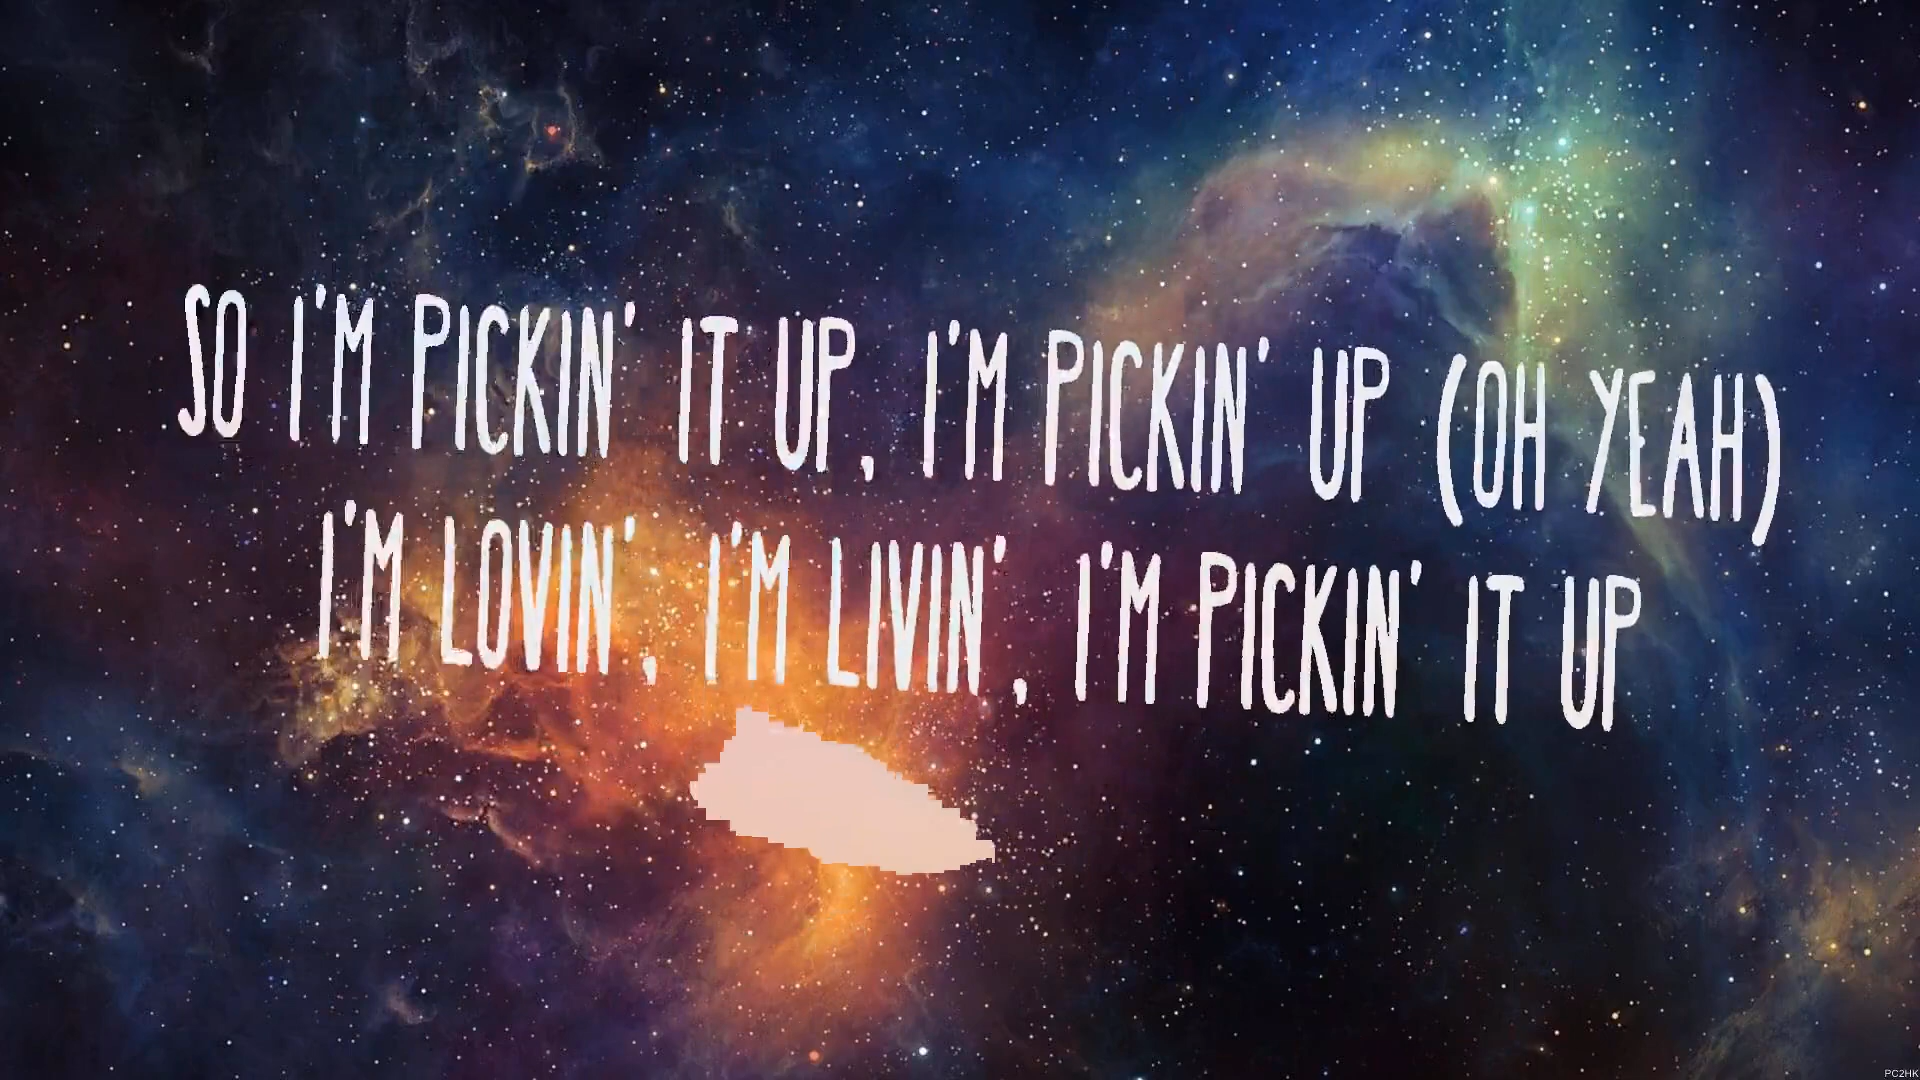 SO I'M PICKIN' IT UP, I'M PICKIN' UP (OH YEAH)
I'M LOVIN', I'M LIVIN', I'M PICKIN' IT UP
PC2HK